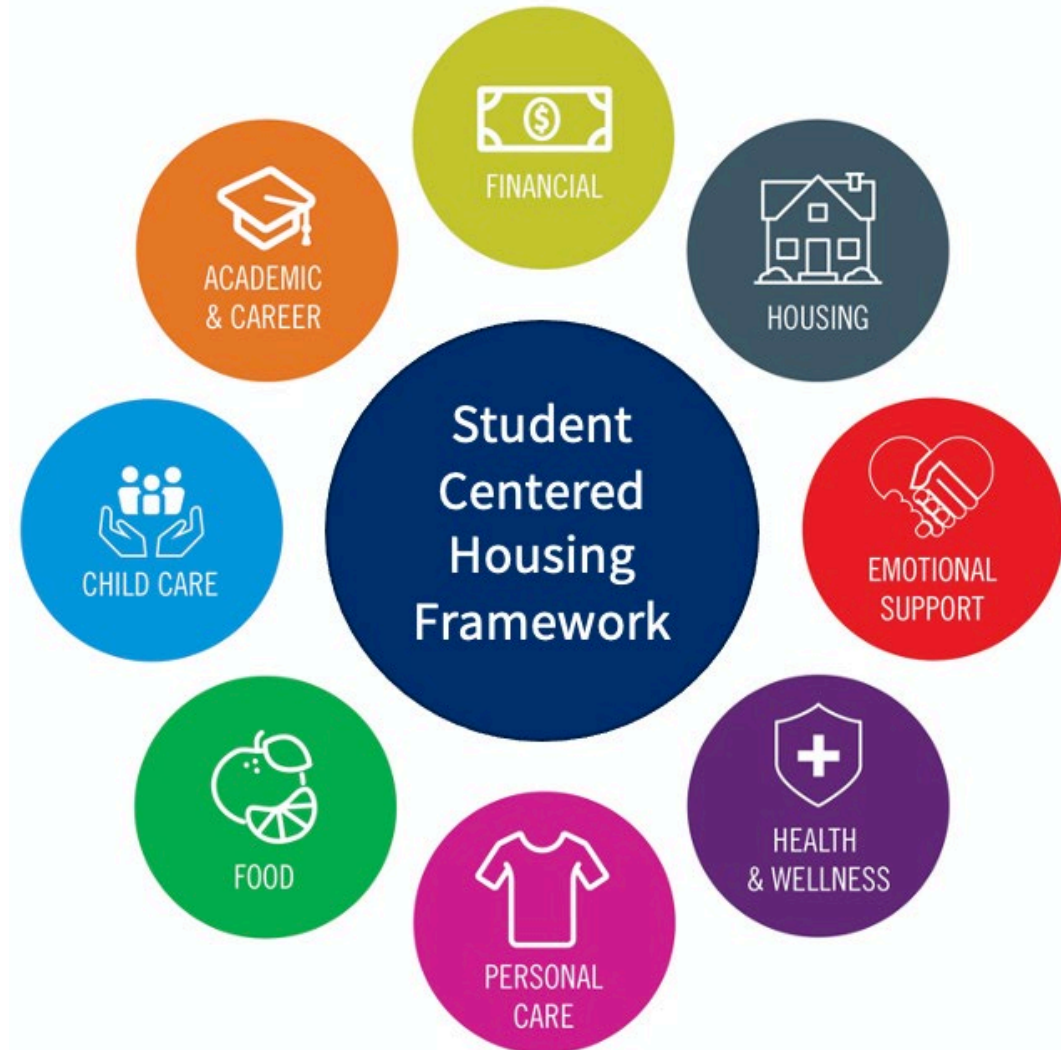 FINANCIAL
HOUSING
EMOTIONAL
SUPPORT
HEALTH
& WELLNESS
PERSONAL
CARE
FOOD
CHILD CARE
ACADEMIC
& CAREER
Student
Centered
Housing
Framework